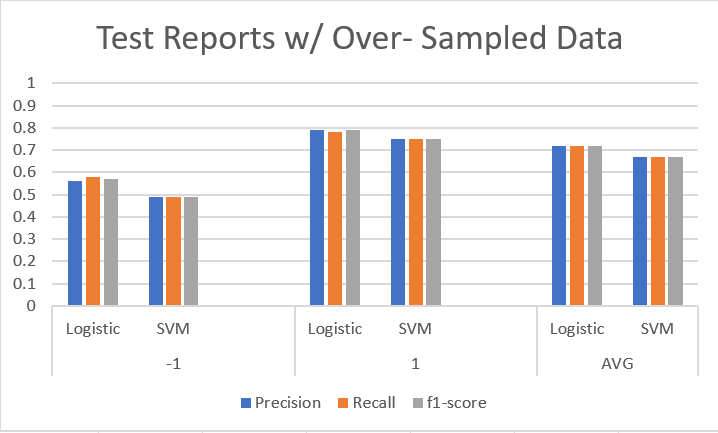 Test Reports w/ Over- Sampled Data
1
0.9
0.8
0.7
0.6
0.5
0.4
0.3
0.2
0.1
0
Logistic SVM Logistic SVM Logistic SVM
-1 1 AVG
Precision Recall f1-score